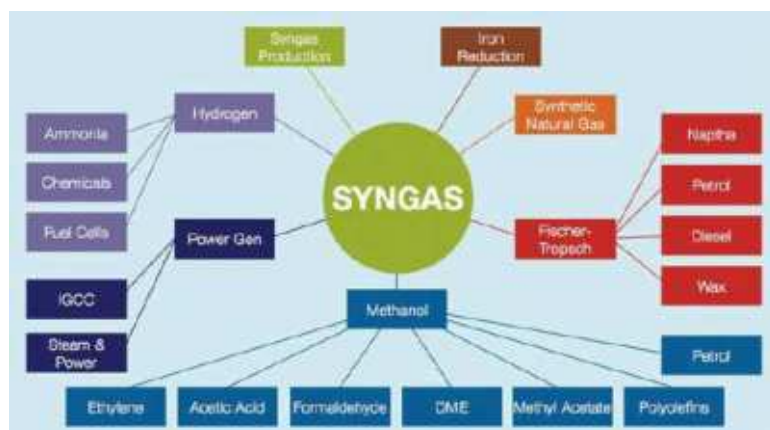 Syngas
Production
Iron
Reduction
Hydrogen
Synthetic
Natural Gas
Ammonia
Chemicals
Fuel Cells
SYNGAS
Naptha
Petrol
Diesel
Wax
Power Gen
Fischer-
Tropsch
IGCC
Steam &
Power
Methanol
Petrol
Ethylene
Acetic Acid
Formaldehyde
DME
Methyl Acetate
Polyolefins